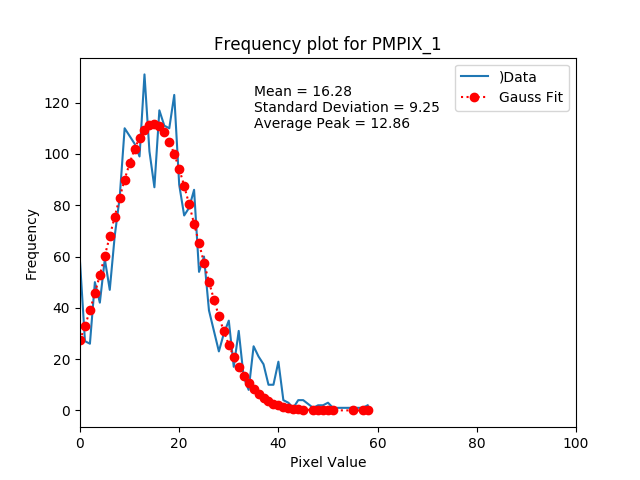 Frequency plot for PMPIX_1
Mean = 16.28
Standard Deviation = 9.25
Average Peak = 12.86
)Data
Gauss Fit
Frequency
120
100
80
60
40
20
0
0 20 40 60 80 100
Pixel Value